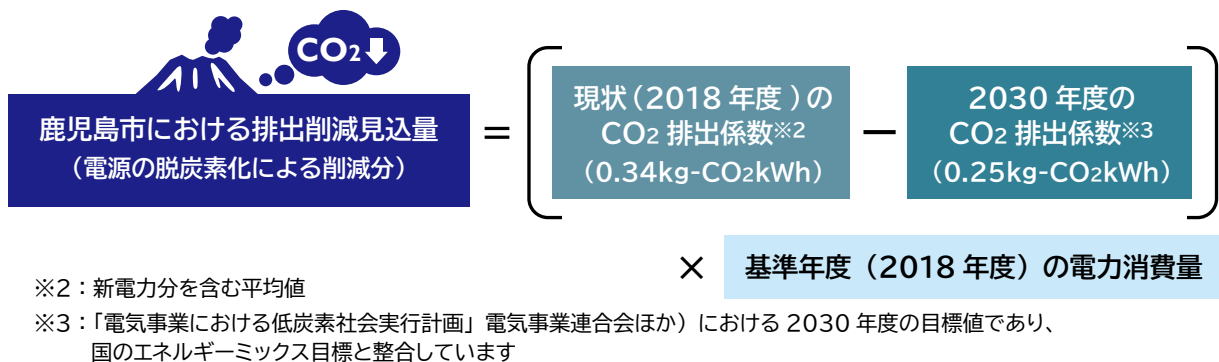 CO2
鹿児島市における排出削減見込量
（電源の脱炭素化による削減分）
＝
現状（2018 年度 ）の
CO2 排出係数※2
（0.34kg-CO2kWh）
ー
2030 年度の
CO2 排出係数※3
（0.25kg-CO2kWh）
×
基準年度（2018 年度）の電力消費量
※2：新電力分を含む平均値
※3：「電気事業における低炭素社会実行計画」電気事業連合会ほか）における 2030 年度の目標値であり、
国のエネルギーミックス目標と整合しています